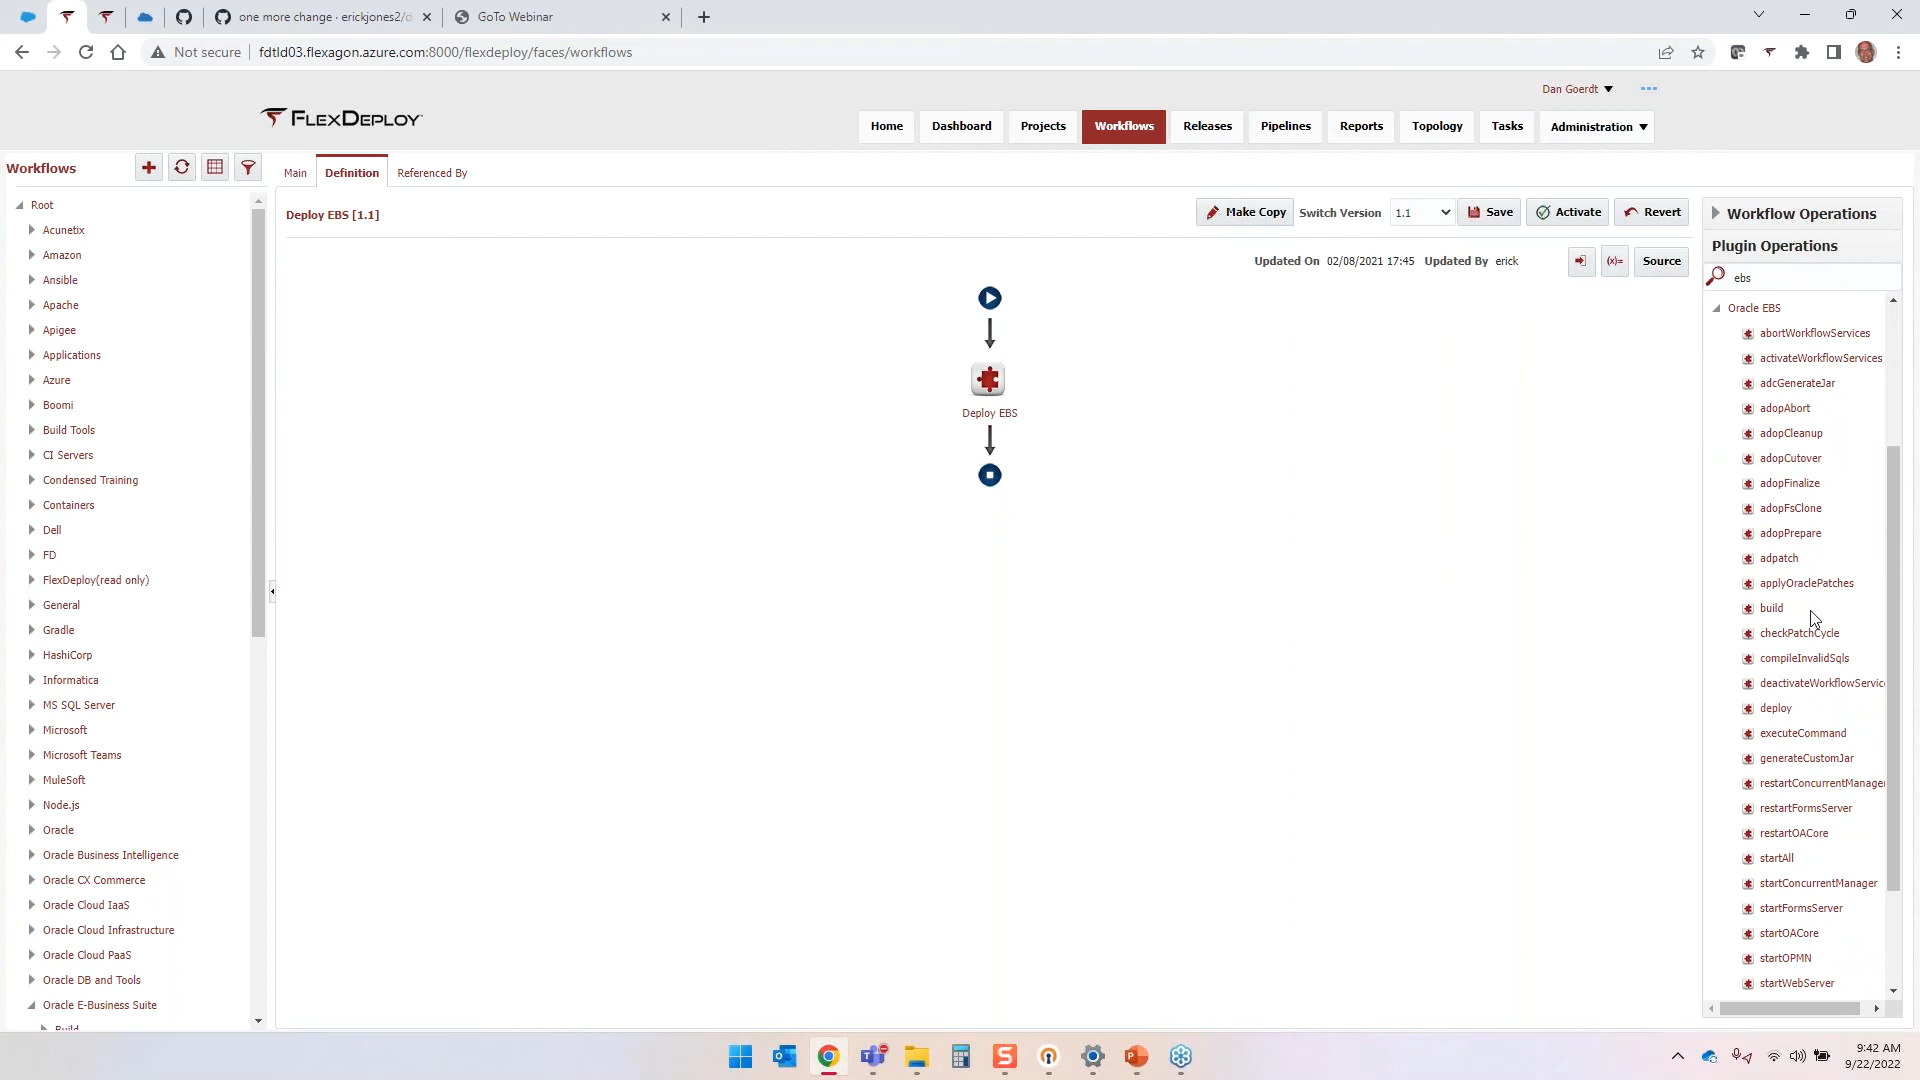 one more change · erickjones2/d
GoTo Webinar
Not secure
fdtld03.flexagon.azure.com:8000/flexdeploy/faces/workflows
Dan Goerdt
FLEXDEPLOY
Home
Dashboard
Projects
Workflows
Releases
Pipelines
Reports
Topology
Tasks
Administration
Workflows
Main
Definition
Referenced By
Root
Acunetix
Amazon
Ansible
Apache
Apigee
Applications
Azure
Boomi
Build Tools
CI Servers
Condensed Training
Containers
Dell
FD
FlexDeploy(read only)
General
Gradle
HashiCorp
Informatica
MS SQL Server
Microsoft
Microsoft Teams
MuleSoft
Node.js
Oracle
Oracle Business Intelligence
Oracle CX Commerce
Oracle Cloud IaaS
Oracle Cloud Infrastructure
Oracle Cloud PaaS
Oracle DB and Tools
Oracle E-Business Suite
Build
Deploy EBS [1.1]
Make Copy
Switch Version
1.1
Save
Activate
Revert
Updated On 02/08/2021 17:45 Updated By erick
(x)=
Source
Deploy EBS
Workflow Operations
Plugin Operations
ebs
Oracle EBS
abortWorkflowServices
activateWorkflowServices
adcGenerateJar
adopAbort
adopCleanup
adopCutover
adopFinalize
adopFsClone
adopPrepare
adpatch
applyOraclePatches
build
checkPatchCycle
compileInvalidSqls
deactivateWorkflowServic
deploy
executeCommand
generateCustomJar
restartConcurrentManager
restartFormsServer
restartOACore
startAll
startConcurrentManager
startFormsServer
startOACore
startOPMN
startWebServer
9:42 AM
9/22/2022